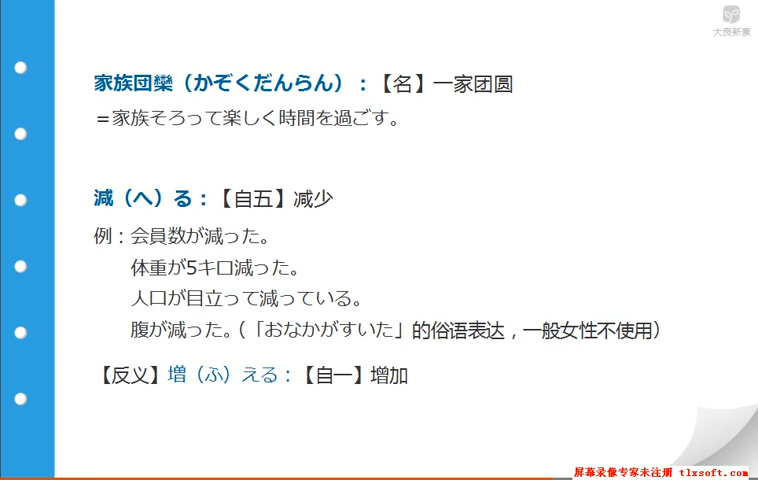 大良新寨
家族団欒（かぞくだんらん）：【名】一家团圆
＝家族そろって楽しく時間を過ごす。
減（へ）る：【自五】减少
例：会員数が減った。
体重が5キロ減った。
人口が目立って減っている。
腹が減った。（「おなかがすいた」的俗语表达，一般女性不使用）
【反义】増（ふ）える：【自一】增加
屏幕录像专家未注册 tlxsoft.com